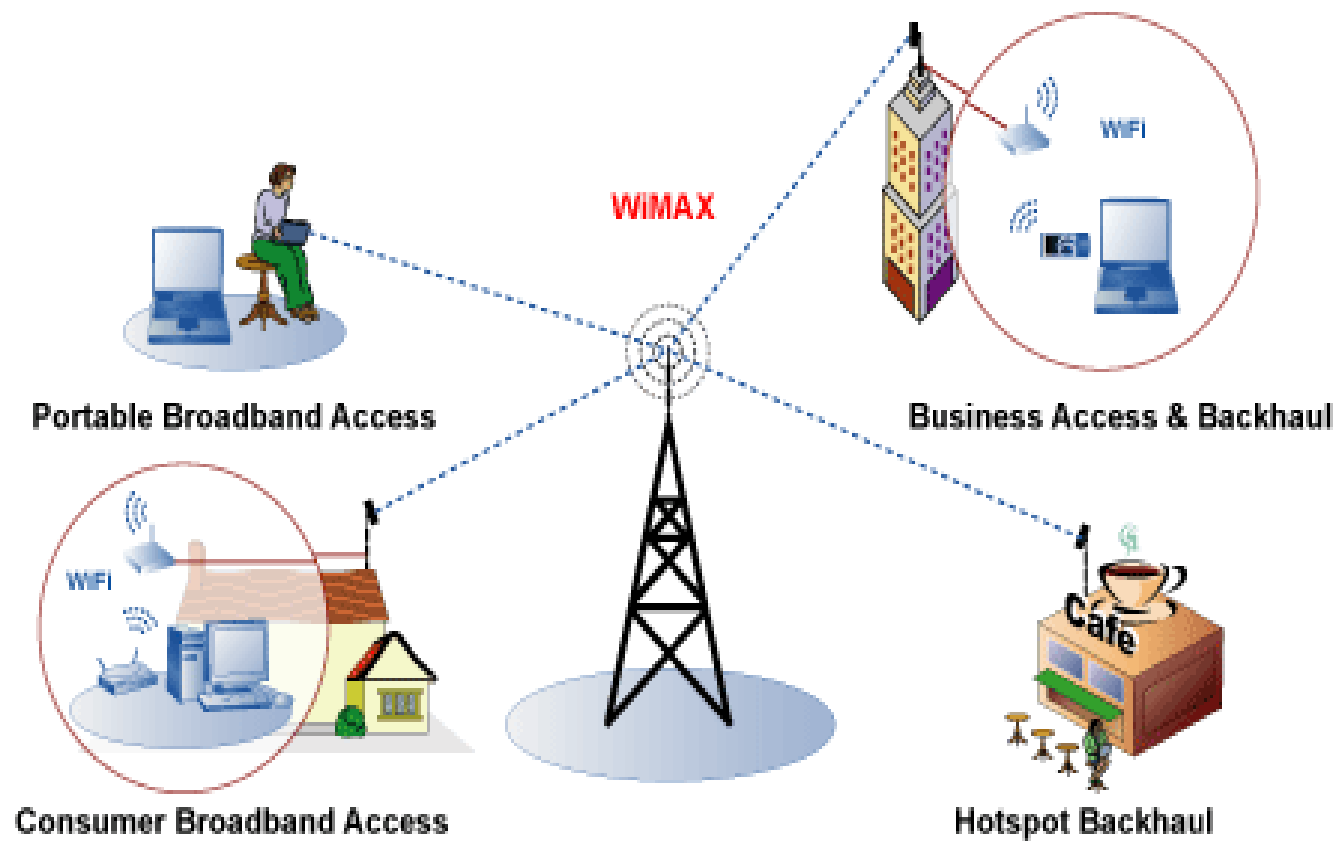 WiMAX
WiFi
Portable Broadband Access
Business Access & Backhaul
WiFi
Cafe
Consumer Broadband Access
Hotspot Backhaul